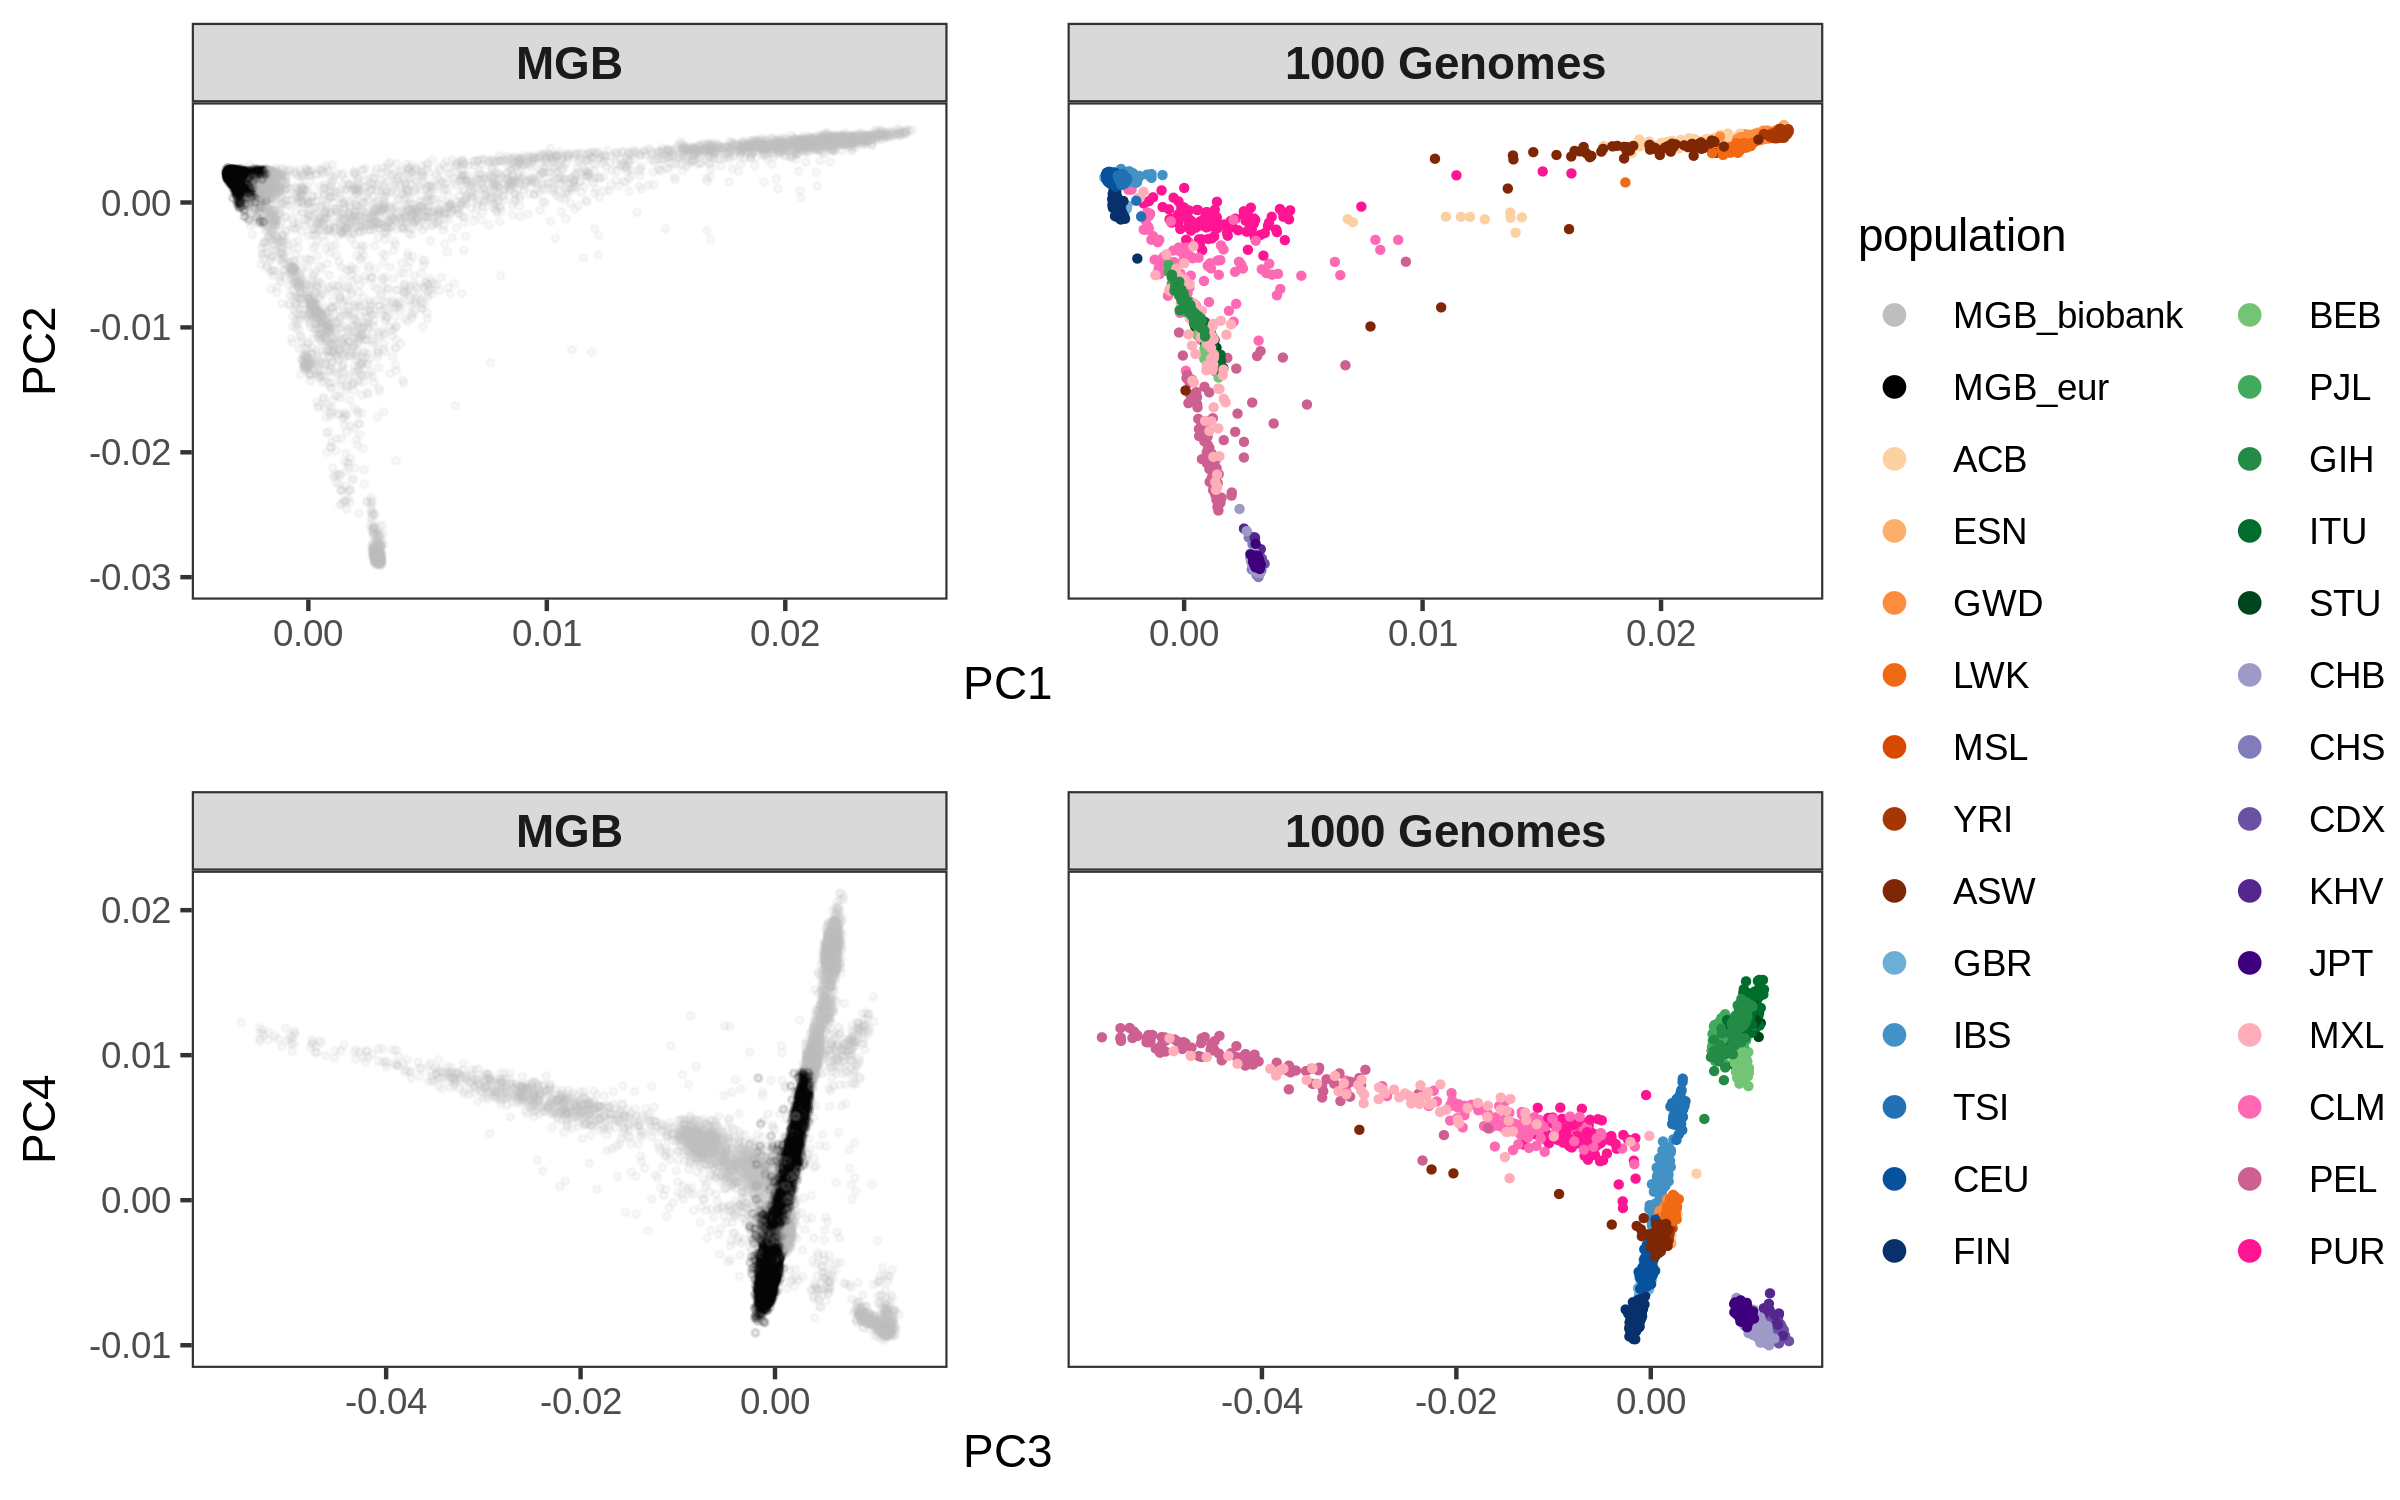 MGB
1000 Genomes
PC2
0.00
-0.01
-0.02
-0.03
0.00
0.01
0.02
0.00
0.01
0.02
PC1
MGB
1000 Genomes
PC4
0.02
0.01
0.00
-0.01
-0.04
-0.02
0.00
-0.04
-0.02
0.00
PC3
population
MGB_biobank
MGB_eur
ACB
ESN
GWD
LWK
MSL
YRI
ASW
GBR
IBS
TSI
CEU
FIN
BEB
PJL
GIH
ITU
STU
CHB
CHS
CDX
KHV
JPT
MXL
CLM
PEL
PUR